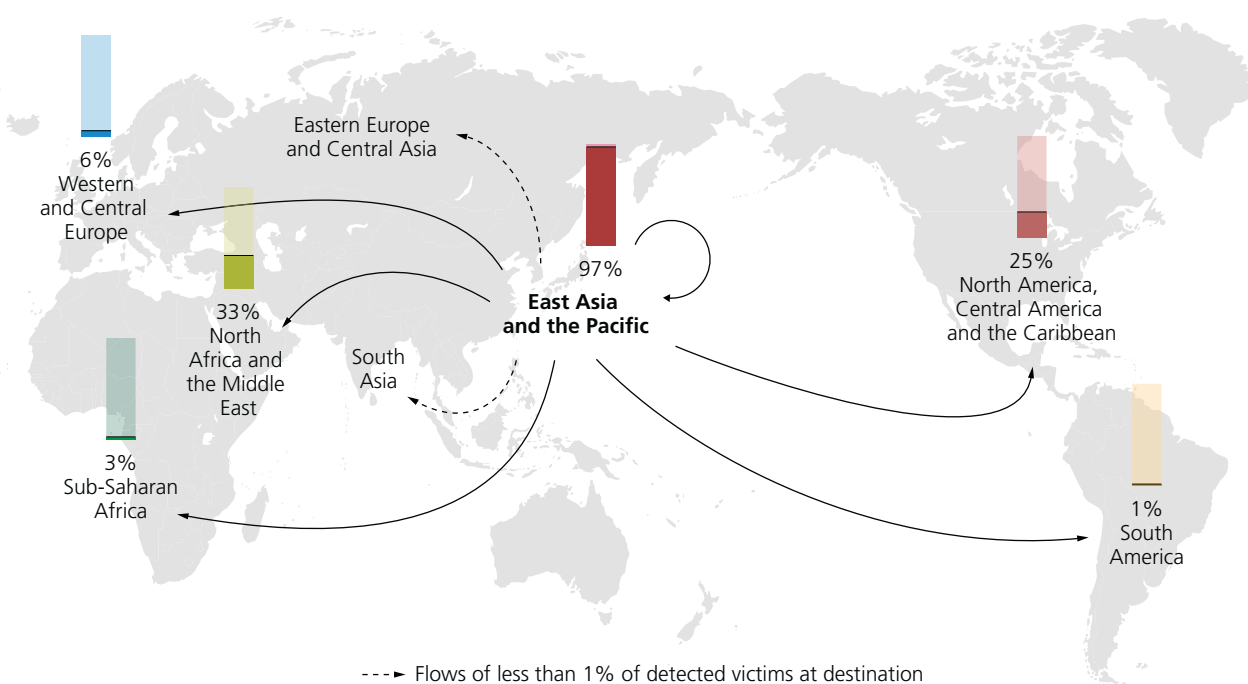 Eastern Europe
and Central Asia
6%
Western
and Central
Europe
33%
North
Africa and
the Middle
East
97%
East Asia
and the Pacific
25%
North America,
Central America
and the Caribbean
South
Asia
3%
Sub-Saharan
Africa
1%
South
America
Flows of less than 1% of detected victims at destination